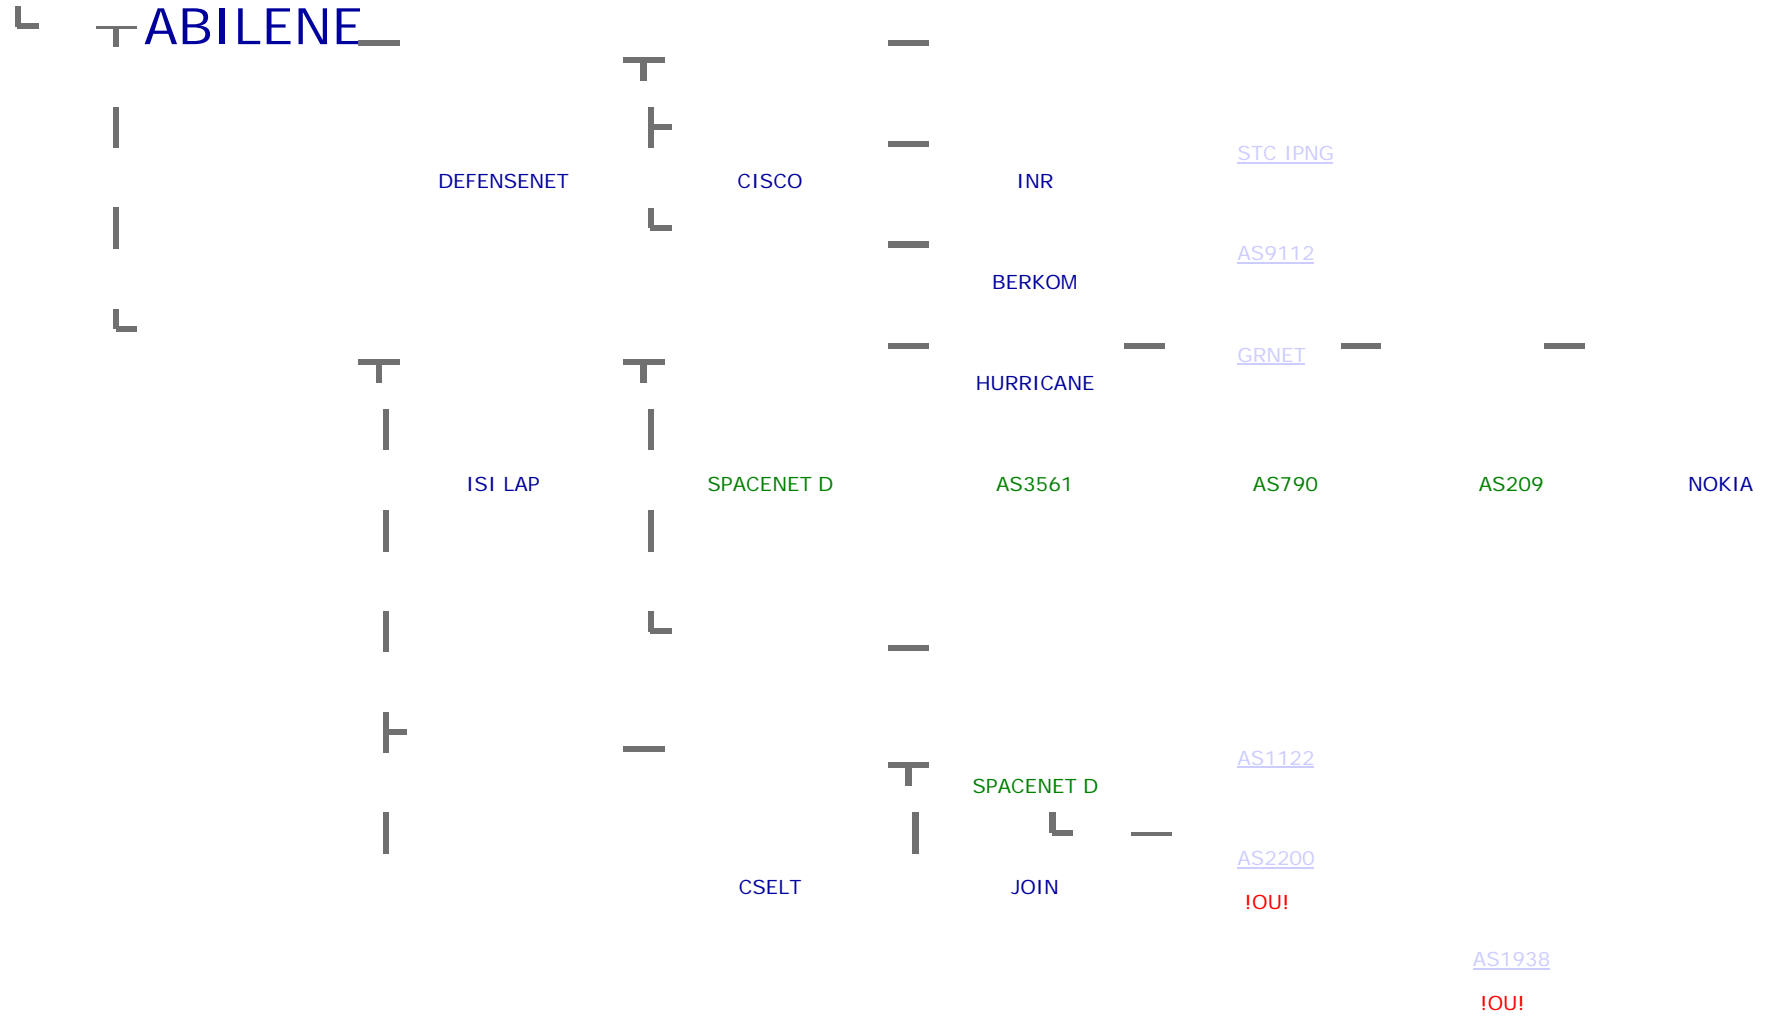 ABILENE
STC IPNG
DEFENSENET CISCO INR
AS9112
BERKOM
GRNET
HURRICANE
ISI LAP SPACENET D AS3561 AS790 AS209 NOKIA
AS1122
SPACENET D
AS2200
CSELT JOIN
!OU!
AS1938
!OU!